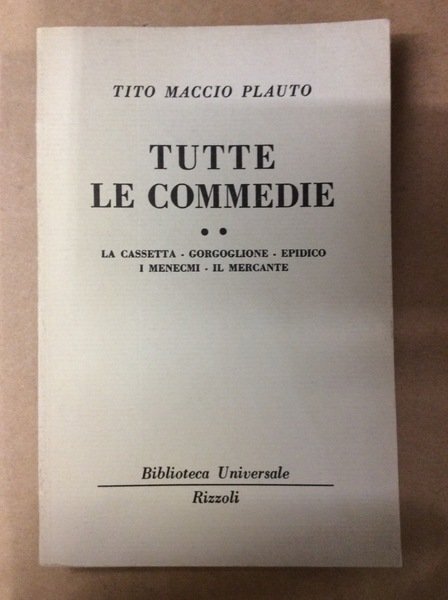 TITO MACCIO PLAUTO
TUTTE
LE COMMEDIE
● ●
LA CASSETTA - GORGOGLIONE - EPIDICO
I MENECMI - IL MERCANTE
Biblioteca Universale
Rizzoli